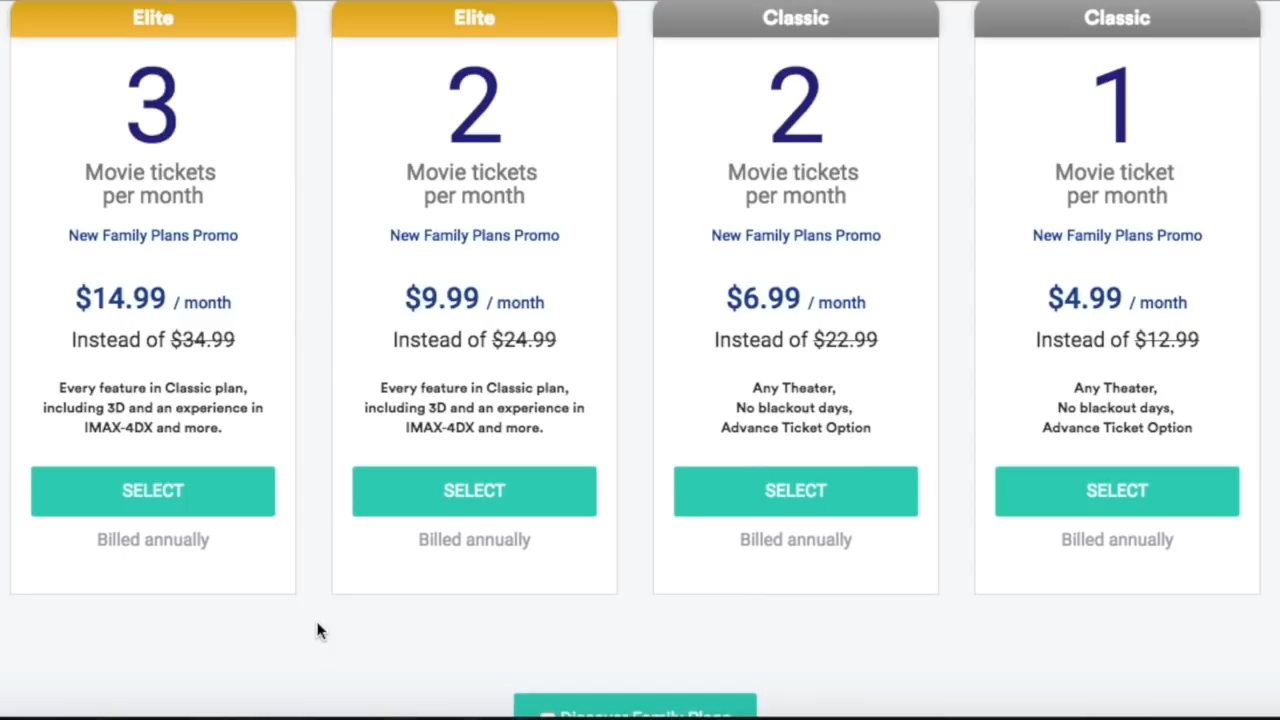 Elite
3
Movie tickets
per month
New Family Plans Promo
$14.99 / month
Instead of $34.99
Every feature in Classic plan,
including 3D and an experience in
IMAX-4DX and more.
SELECT
Billed annually
Elite
2
Movie tickets
per month
New Family Plans Promo
$9.99 / month
Instead of $24.99
Every feature in Classic plan,
including 3D and an experience in
IMAX-4DX and more.
SELECT
Billed annually
Classic
2
Movie tickets
per month
New Family Plans Promo
$6.99 / month
Instead of $22.99
Any Theater,
No blackout days,
Advance Ticket Option
SELECT
Billed annually
Classic
1
Movie ticket
per month
New Family Plans Promo
$4.99 / month
Instead of $12.99
Any Theater,
No blackout days,
Advance Ticket Option
SELECT
Billed annually
Discover Family Plans